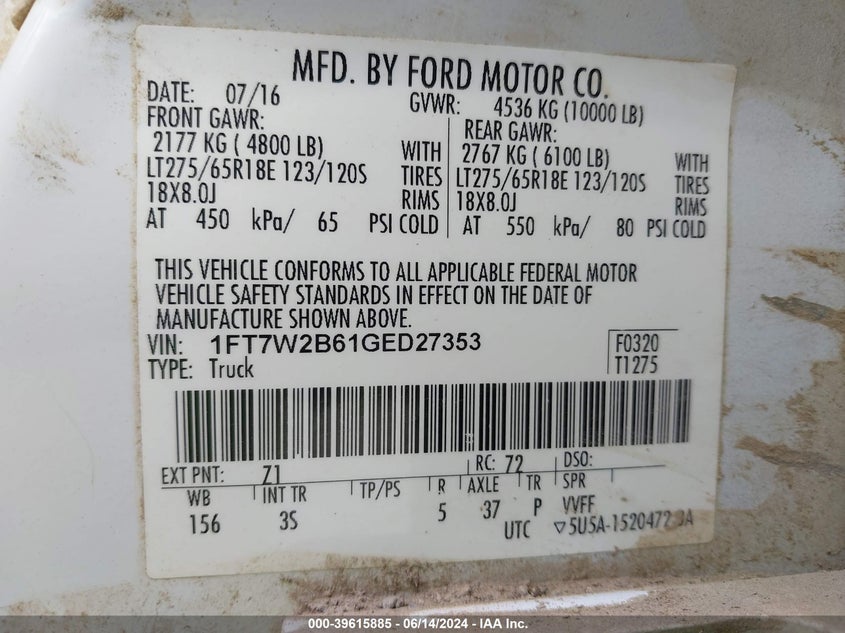 MFD. BY FORD MOTOR CO.
DATE: 07/16 GVWR: 4536 KG (10000 LB)
FRONT GAWR: REAR GAWR:
2177 KG ( 4800 LB) WITH 2767 KG ( 6100 LB) WITH
LT275/65R18E 123/120S TIRES LT275/65R18E 123/120S TIRES
18X8.0J RIMS 18X8.0J RIMS
AT 450 kPa/ 65 PSI COLD AT 550 kPa/ 80 PSI COLD
THIS VEHICLE CONFORMS TO ALL APPLICABLE FEDERAL MOTOR
VEHICLE SAFETY STANDARDS IN EFFECT ON THE DATE OF
MANUFACTURE SHOWN ABOVE.
VIN: 1FT7W2B61GED27353 F0320
TYPE: Truck T1275
EXT PNT: Z1 RC: 72 DSO:
WB INT TR TP/PS R AXLE TR SPR
156 3S 5 37 P VVFF
UTC ▽5U5A-1520472
000-39615885 - 06/14/2024 - IAA Inc.